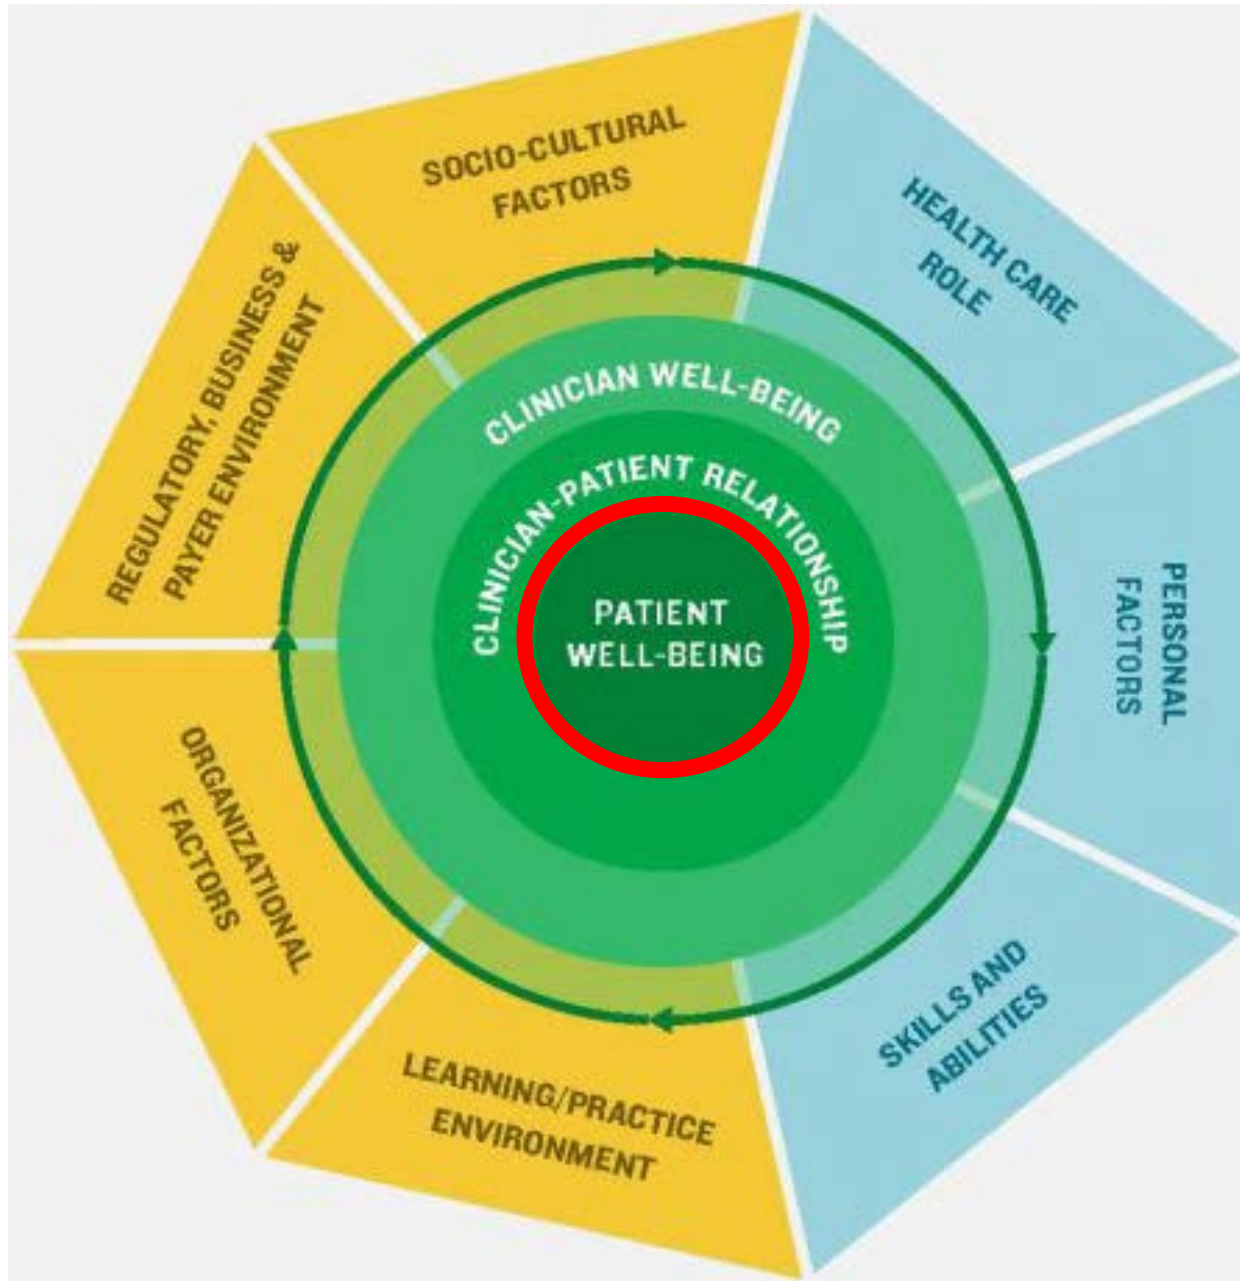 SOCIO-CULTURAL
FACTORS
HEALTH CARE
ROLE
PERSONAL
FACTORS
SKILLS AND
ABILITIES
LEARNING/PRACTICE
ENVIRONMENT
ORGANIZATIONAL
FACTORS
REGULATORY, BUSINESS &
PAYER ENVIRONMENT
CLINICIAN WELL-BEING
CLINICIAN-PATIENT RELATIONSHIP
PATIENT
WELL-BEING